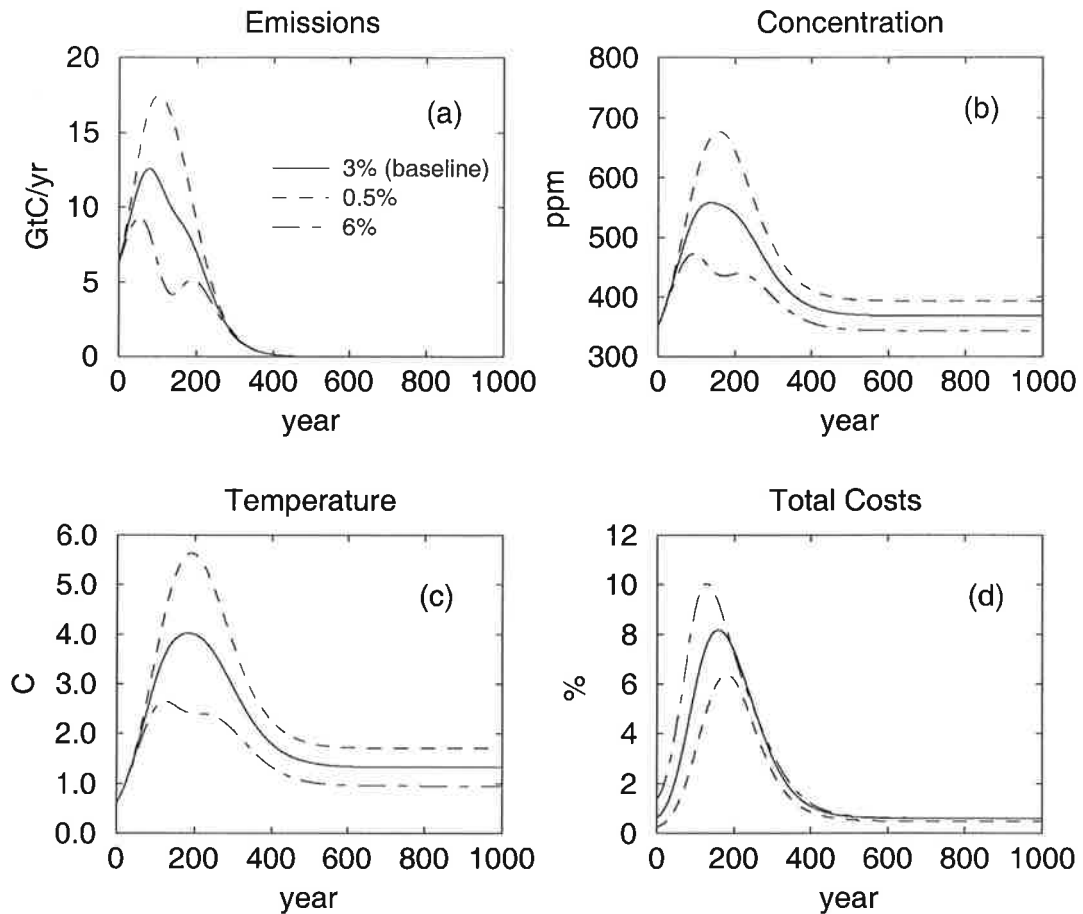 Emissions
20
15
10
5
0
GtC/yr
(a)
3% (baseline)
0.5%
6%
0 200 400 600 800 1000
year
Concentration
800
700
600
500
400
300
ppm
(b)
0 200 400 600 800 1000
year
Temperature
6.0
5.0
4.0
3.0
2.0
1.0
0.0
C
(c)
0 200 400 600 800 1000
year
Total Costs
12
10
8
6
4
2
0
%
(d)
0 200 400 600 800 1000
year